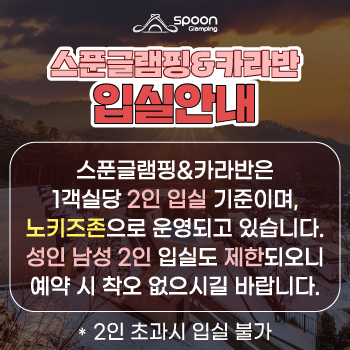 spoon
Glamping
스푼글램핑&카라반
입실안내
스푼글램핑&카라반은
1객실당 2인 입실 기준이며,
노키즈존으로 운영되고 있습니다.
성인 남성 2인 입실도 제한되오니
예약 시 착오 없으시길 바랍니다.
* 2인 초과시 입실 불가